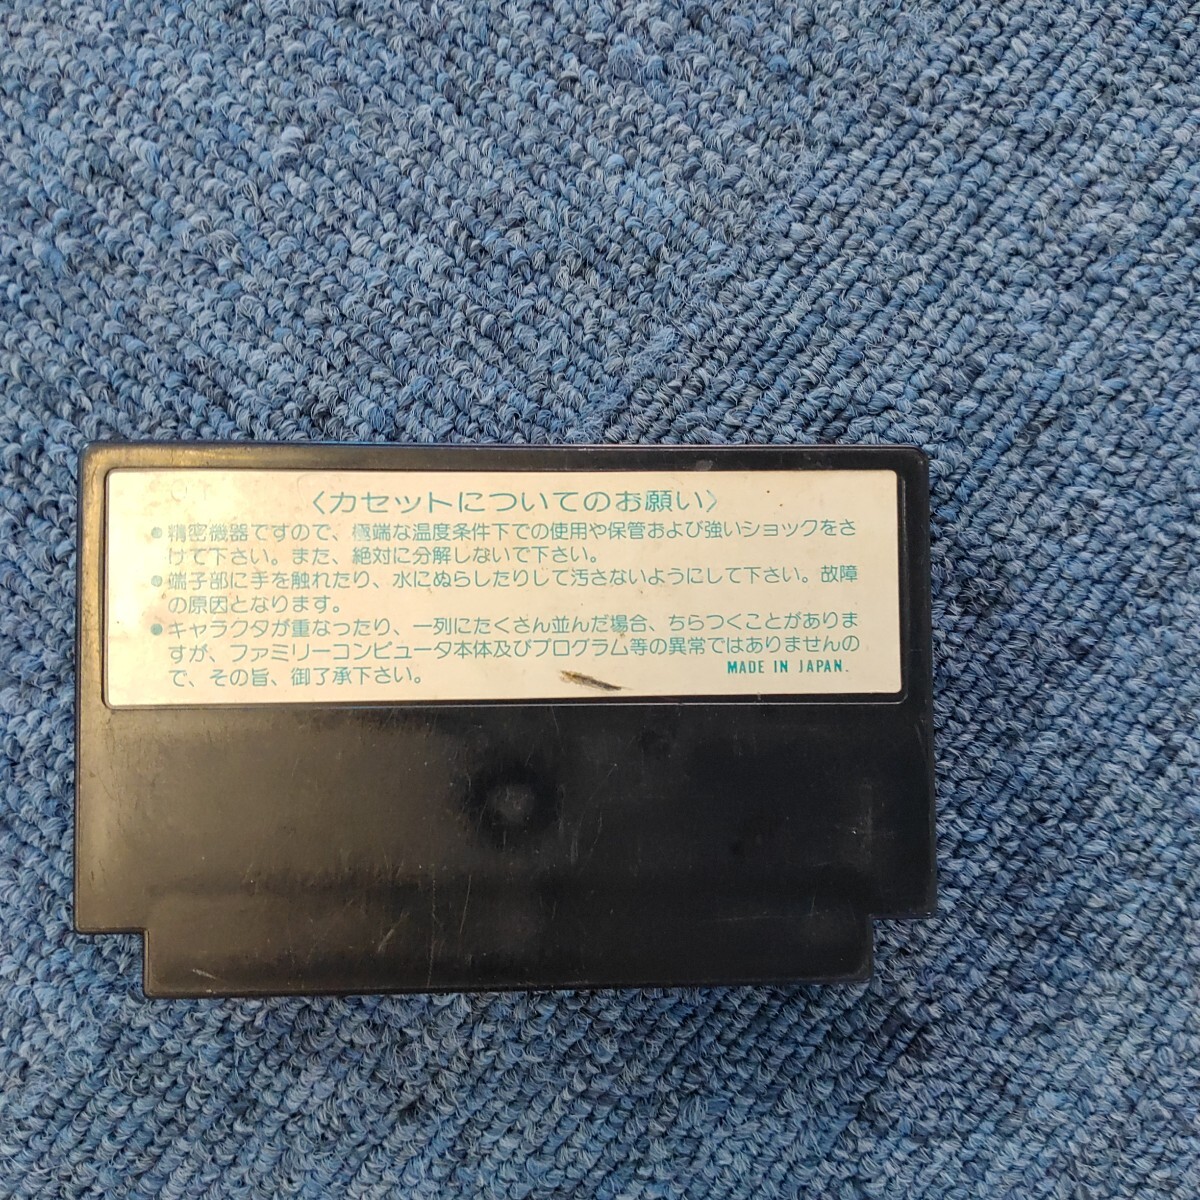 〈カセットについてのお願い〉
●精密機器ですので、極端な温度条件下での使用や保管および強いショックをさ
けて下さい。また、絶対に分解しないで下さい。
●端子部に手を触れたり、水にぬらしたりして汚さないようにして下さい。故障
の原因となります。
●キャラクタが重なったり、一列にたくさん並んだ場合、ちらつくことがありま
すが、ファミリーコンピュータ本体及びプログラム等の異常ではありませんの
で、その旨、御了承下さい。
MADE IN JAPAN.